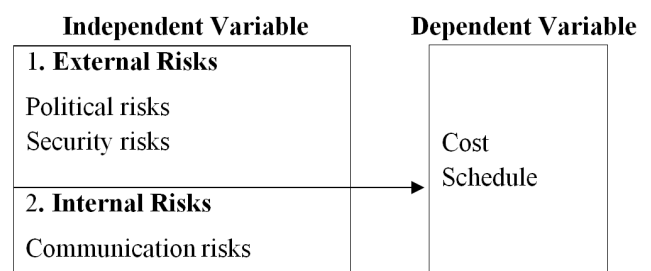 Independent Variable
Dependent Variable
1. External Risks
Political risks
Security risks
2. Internal Risks
Communication risks
Cost
Schedule